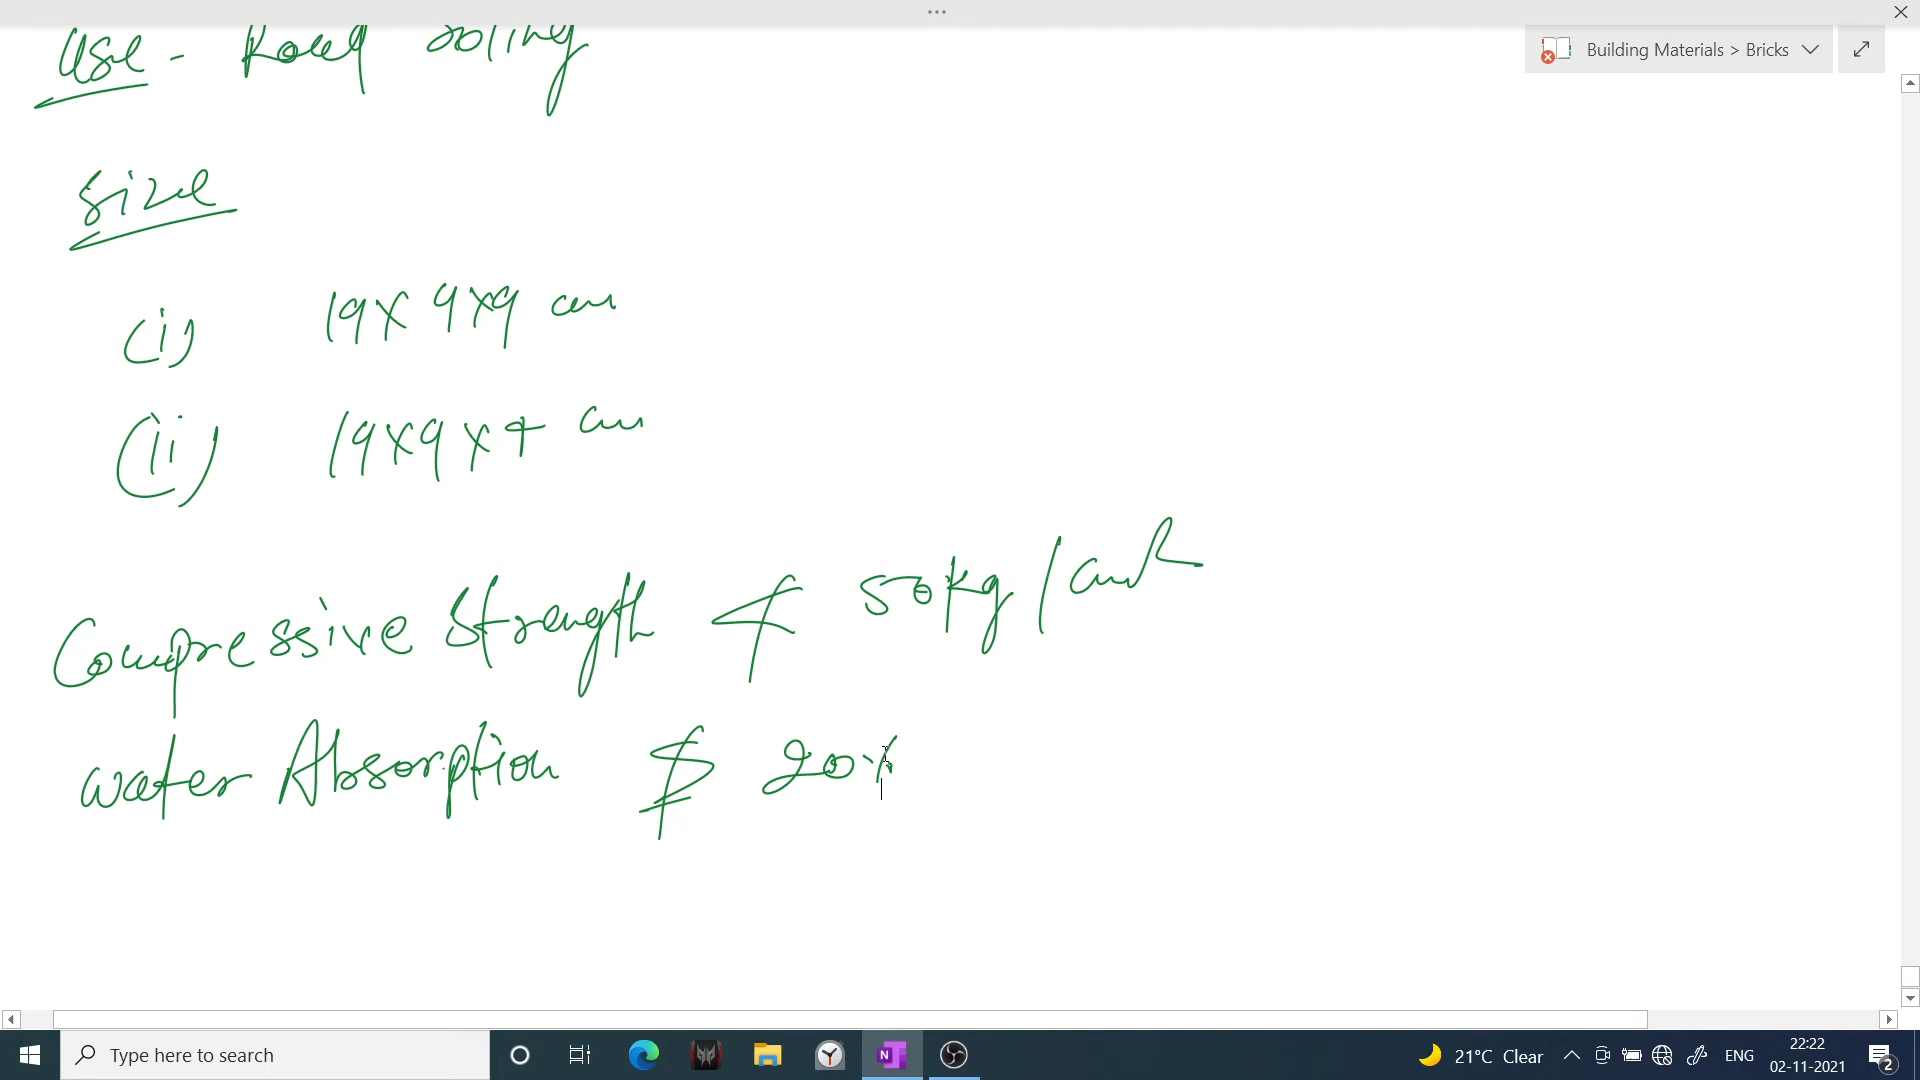 Use - Road soling
Building Materials > Bricks
Size
(i) 19 X 9 X 9 cm
(ii) 19 X 9 X 4 cm
Compressive Strength ≮ 50 kg / cm²
water Absorption ≯ 20%
Type here to search
21°C Clear
ENG
22:22
02-11-2021
2